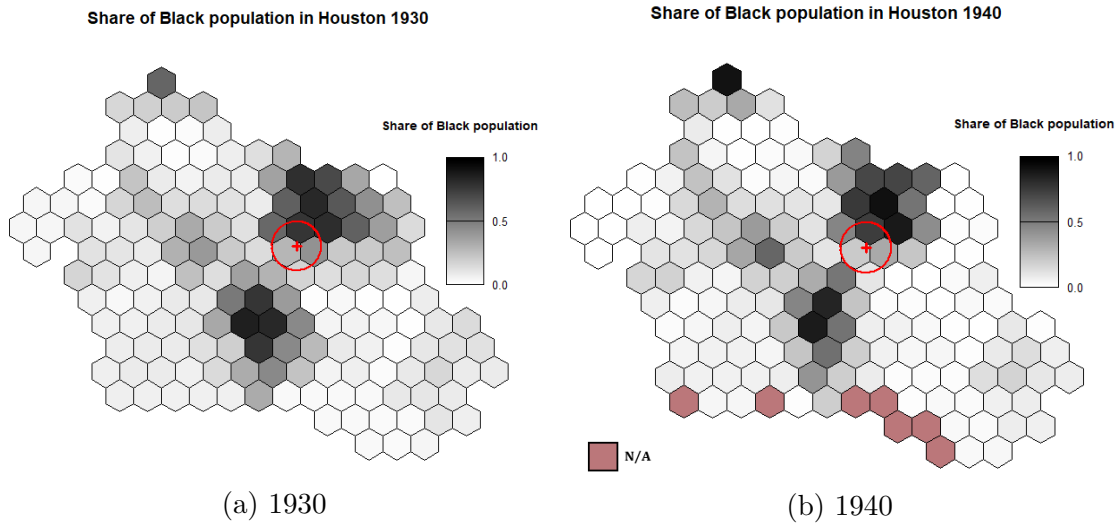 Share of Black population in Houston 1930
Share of Black population
1.0
0.5
0.0
(a) 1930
Share of Black population in Houston 1940
Share of Black population
1.0
0.5
0.0
N/A
(b) 1940